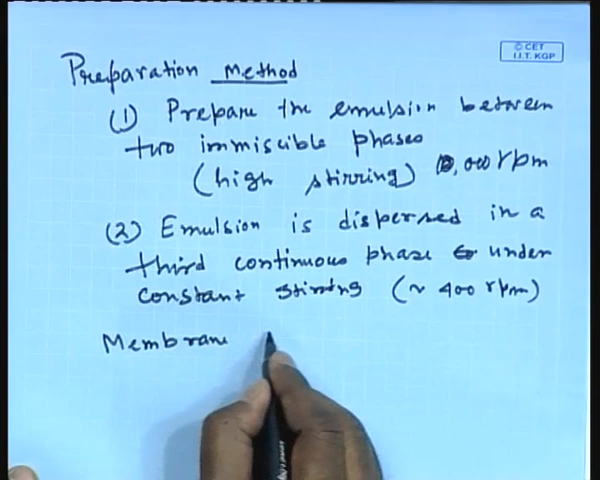 © CET
I.I.T. KGP
Preparation Method
(1) Prepare the emulsion between
two immiscible phases
(high stirring) 10,000 rpm
(2) Emulsion is dispersed in a
third continuous phase under
constant stirring (~ 400 rpm)
Membrane